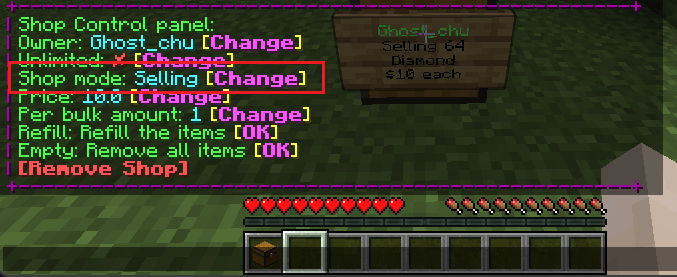 Shop Control panel:
Owner: Ghost_chu [Change]
Unlimited: ✗ [Change]
Shop mode: Selling [Change]
Price: 10.0 [Change]
Per bulk amount: 1 [Change]
Refill: Refill the items [OK]
Empty: Remove all items [OK]
[Remove Shop]
Ghost_chu
Selling 64
Diamond
$10 each